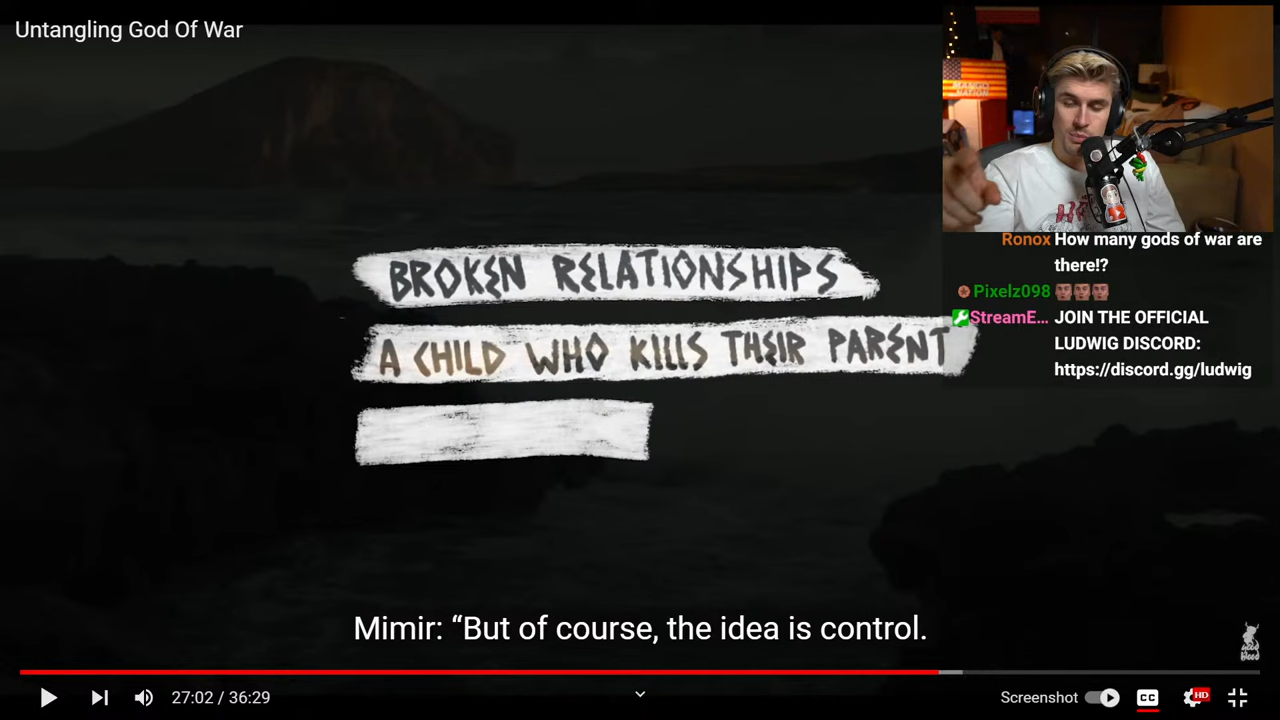 Untangling God Of War
BROKEN RELATIONSHIPS
A CHILD WHO KILLS THEIR PARENT
Ronox How many gods of war are
there!?
Pixelz098
StreamE... JOIN THE OFFICIAL
LUDWIG DISCORD:
https://discord.gg/ludwig
Mimir: “But of course, the idea is control.
27:02 / 36:29
Screenshot
CC
HD